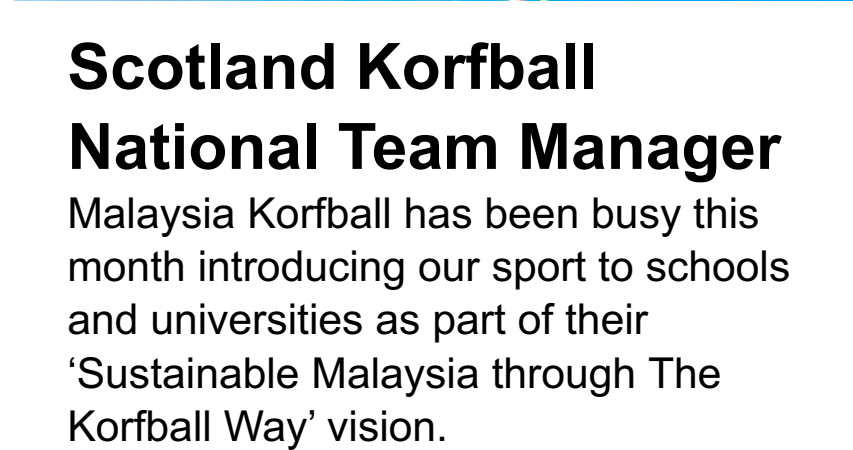 Scotland Korfball
National Team Manager
Malaysia Korfball has been busy this
month introducing our sport to schools
and universities as part of their
‘Sustainable Malaysia through The
Korfball Way’ vision.